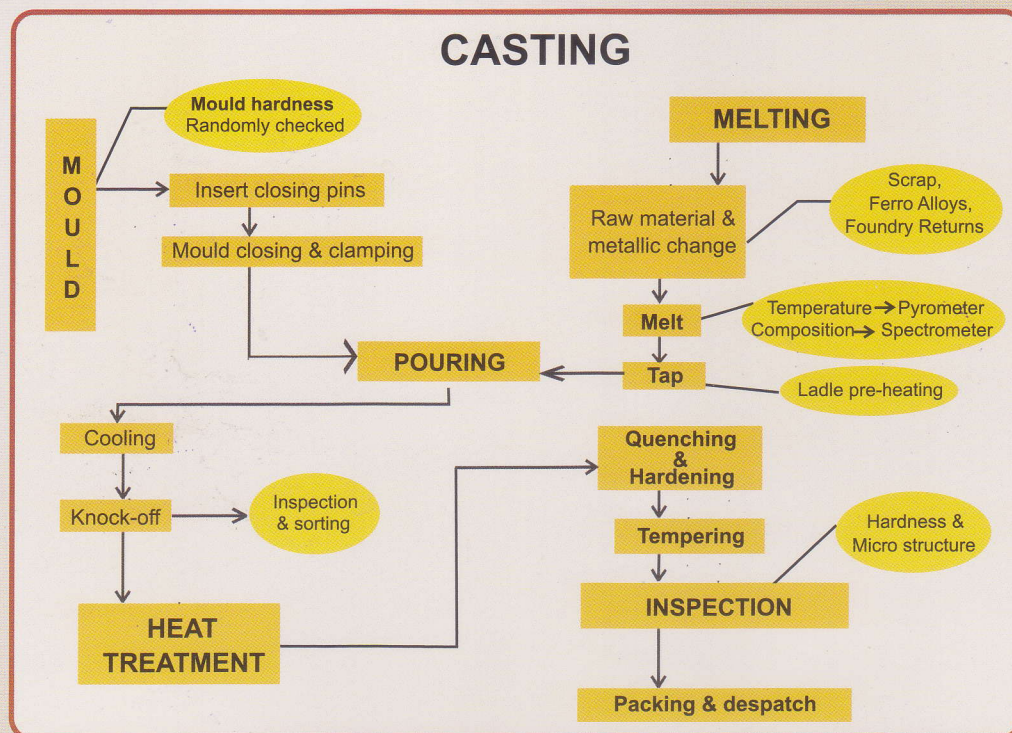 CASTING
Mould hardness
Randomly checked
MOULD
Insert closing pins
Mould closing & clamping
MELTING
Raw material &
metallic change
Scrap,
Ferro Alloys,
Foundry Returns
Melt
Temperature → Pyrometer
Composition → Spectrometer
Tap
Ladle pre-heating
POURING
Cooling
Knock-off
Inspection
& sorting
HEAT
TREATMENT
Quenching
&
Hardening
Tempering
Hardness &
Micro structure
INSPECTION
Packing & despatch